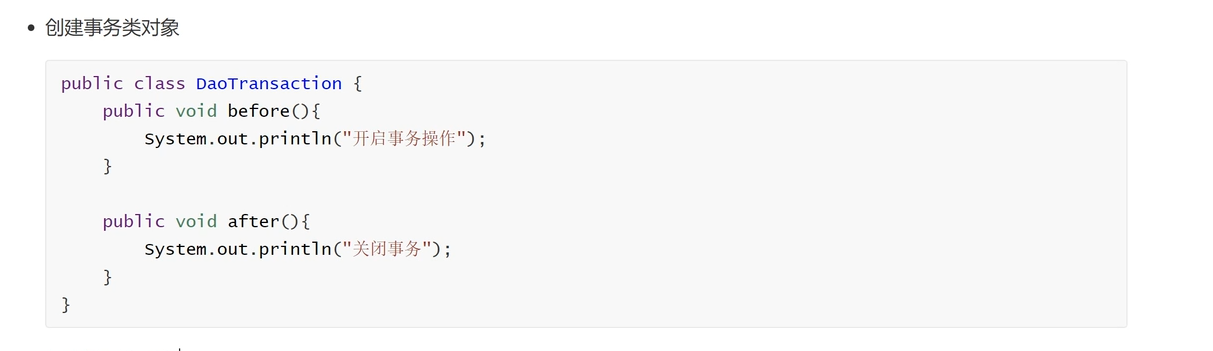 • 创建事务类对象
public class DaoTransaction {
    public void before(){
        System.out.println("开启事务操作");
    }
    public void after(){
        System.out.println("关闭事务");
    }
}